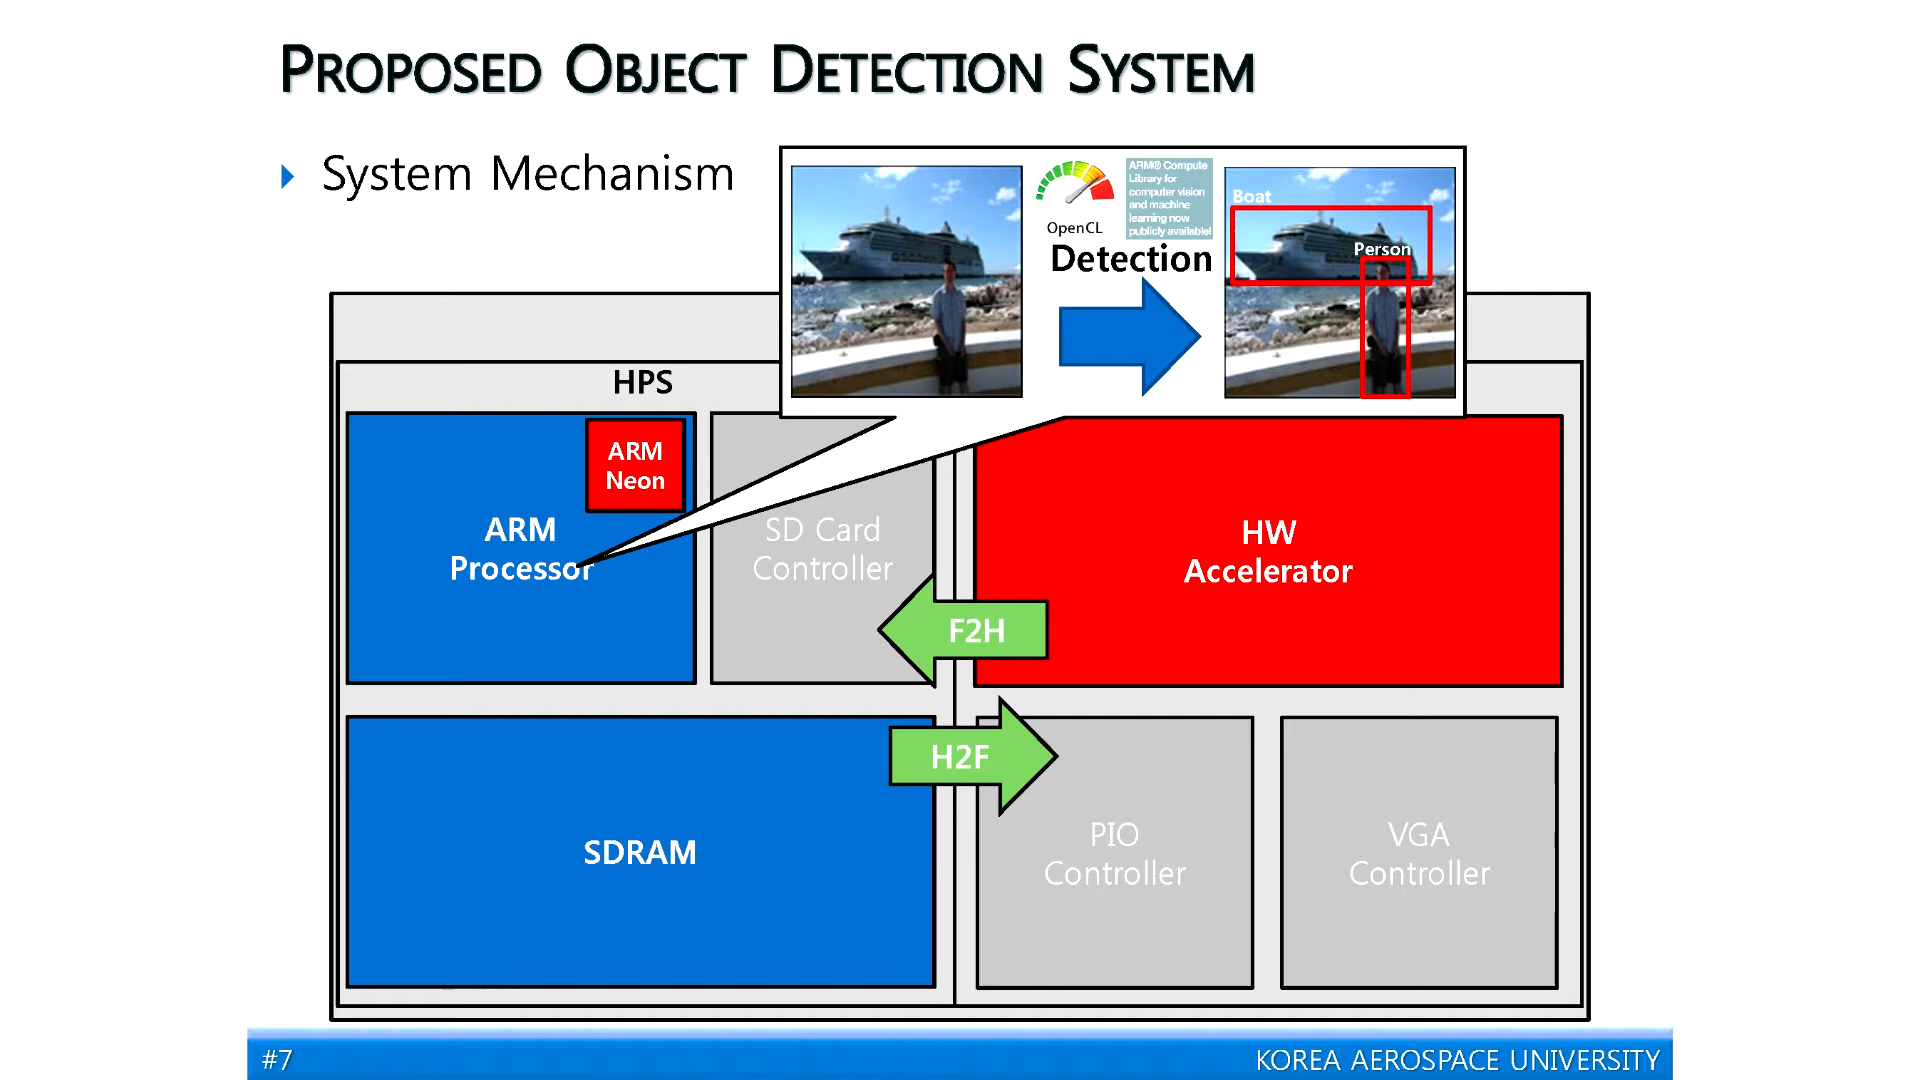 PROPOSED OBJECT DETECTION SYSTEM
System Mechanism
OpenCL
ARM® Compute
Library for
computer vision
and machine
learning now
publicly available!
Detection
Boat
Person
HPS
ARM
Neon
ARM
Processor
SD Card
Controller
HW
Accelerator
F2H
H2F
SDRAM
PIO
Controller
VGA
Controller
#7
KOREA AEROSPACE UNIVERSITY